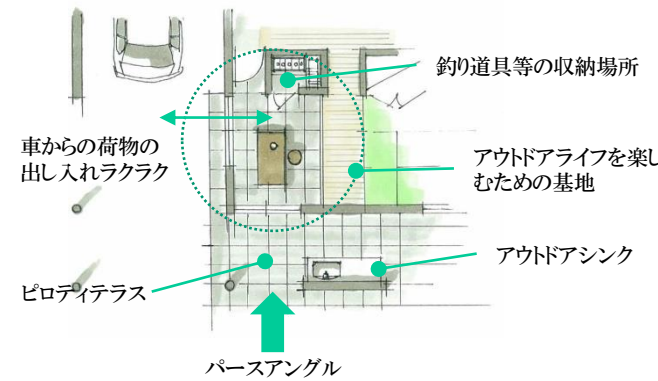 釣り道具等の収納場所
車からの荷物の
出し入れラクラク
アウトドアライフを楽し
むための基地
アウトドアシンク
ピロティテラス
パースアングル